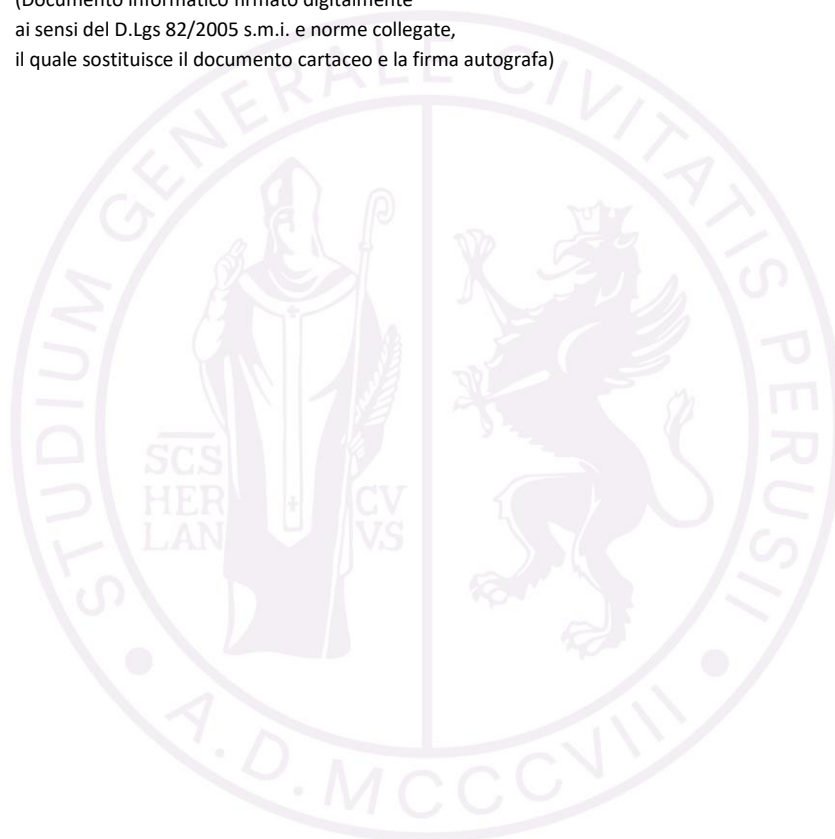 (Documento informatico firmato digitalmente
ai sensi del D.Lgs 82/2005 s.m.i. e norme collegate,
il quale sostituisce il documento cartaceo e la firma autografa)
STUDIUM GENERALE CIVITATIS PERUSII
SCS
HER
LAN
CV
VS
A.D. MCCCVIII